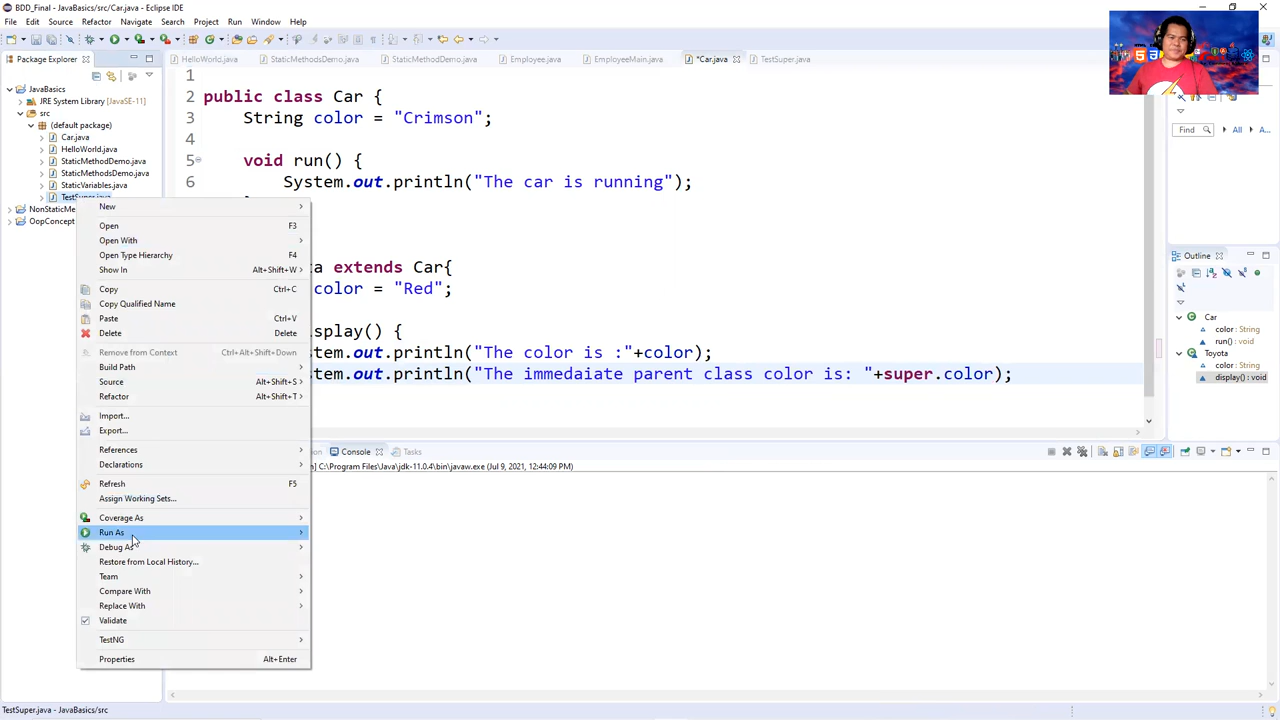 BDD_Final - JavaBasics/src/Car.java - Eclipse IDE
File Edit Source Refactor Navigate Search Project Run Window Help
Package Explorer
HelloWorld.java StaticMethodsDemo.java StaticMethodDemo.java Employee.java EmployeeMain.java *Car.java TestSuper.java
JavaBasics
JRE System Library [JavaSE-11]
src
(default package)
Car.java
HelloWorld.java
StaticMethodDemo.java
StaticMethodsDemo.java
StaticVariables.java
TestSuper.java
NonStaticMe
OopConcept
1
2 public class Car {
3 String color = "Crimson";
4
5 void run() {
6 System.out.println("The car is running");
a extends Car{
color = "Red";
splay() {
tem.out.println("The color is :"+color);
tem.out.println("The immedaiate parent class color is: "+super.color);
New
Open F3
Open With
Open Type Hierarchy F4
Show In Alt+Shift+W
Copy Ctrl+C
Copy Qualified Name
Paste Ctrl+V
Delete Delete
Remove from Context Ctrl+Alt+Shift+Down
Build Path
Source Alt+Shift+S
Refactor Alt+Shift+T
Import...
Export...
References
Declarations
Refresh F5
Assign Working Sets...
Coverage As
Run As
Debug As
Restore from Local History...
Team
Compare With
Replace With
Validate
TestNG
Properties Alt+Enter
Find All A...
Outline
Car
color : String
run() : void
Toyota
color : String
display() : void
Console Tasks
C:\Program Files\Java\jdk-11.0.4\bin\javaw.exe (Jul 9, 2021, 12:44:09 PM)
TestSuper.java - JavaBasics/src